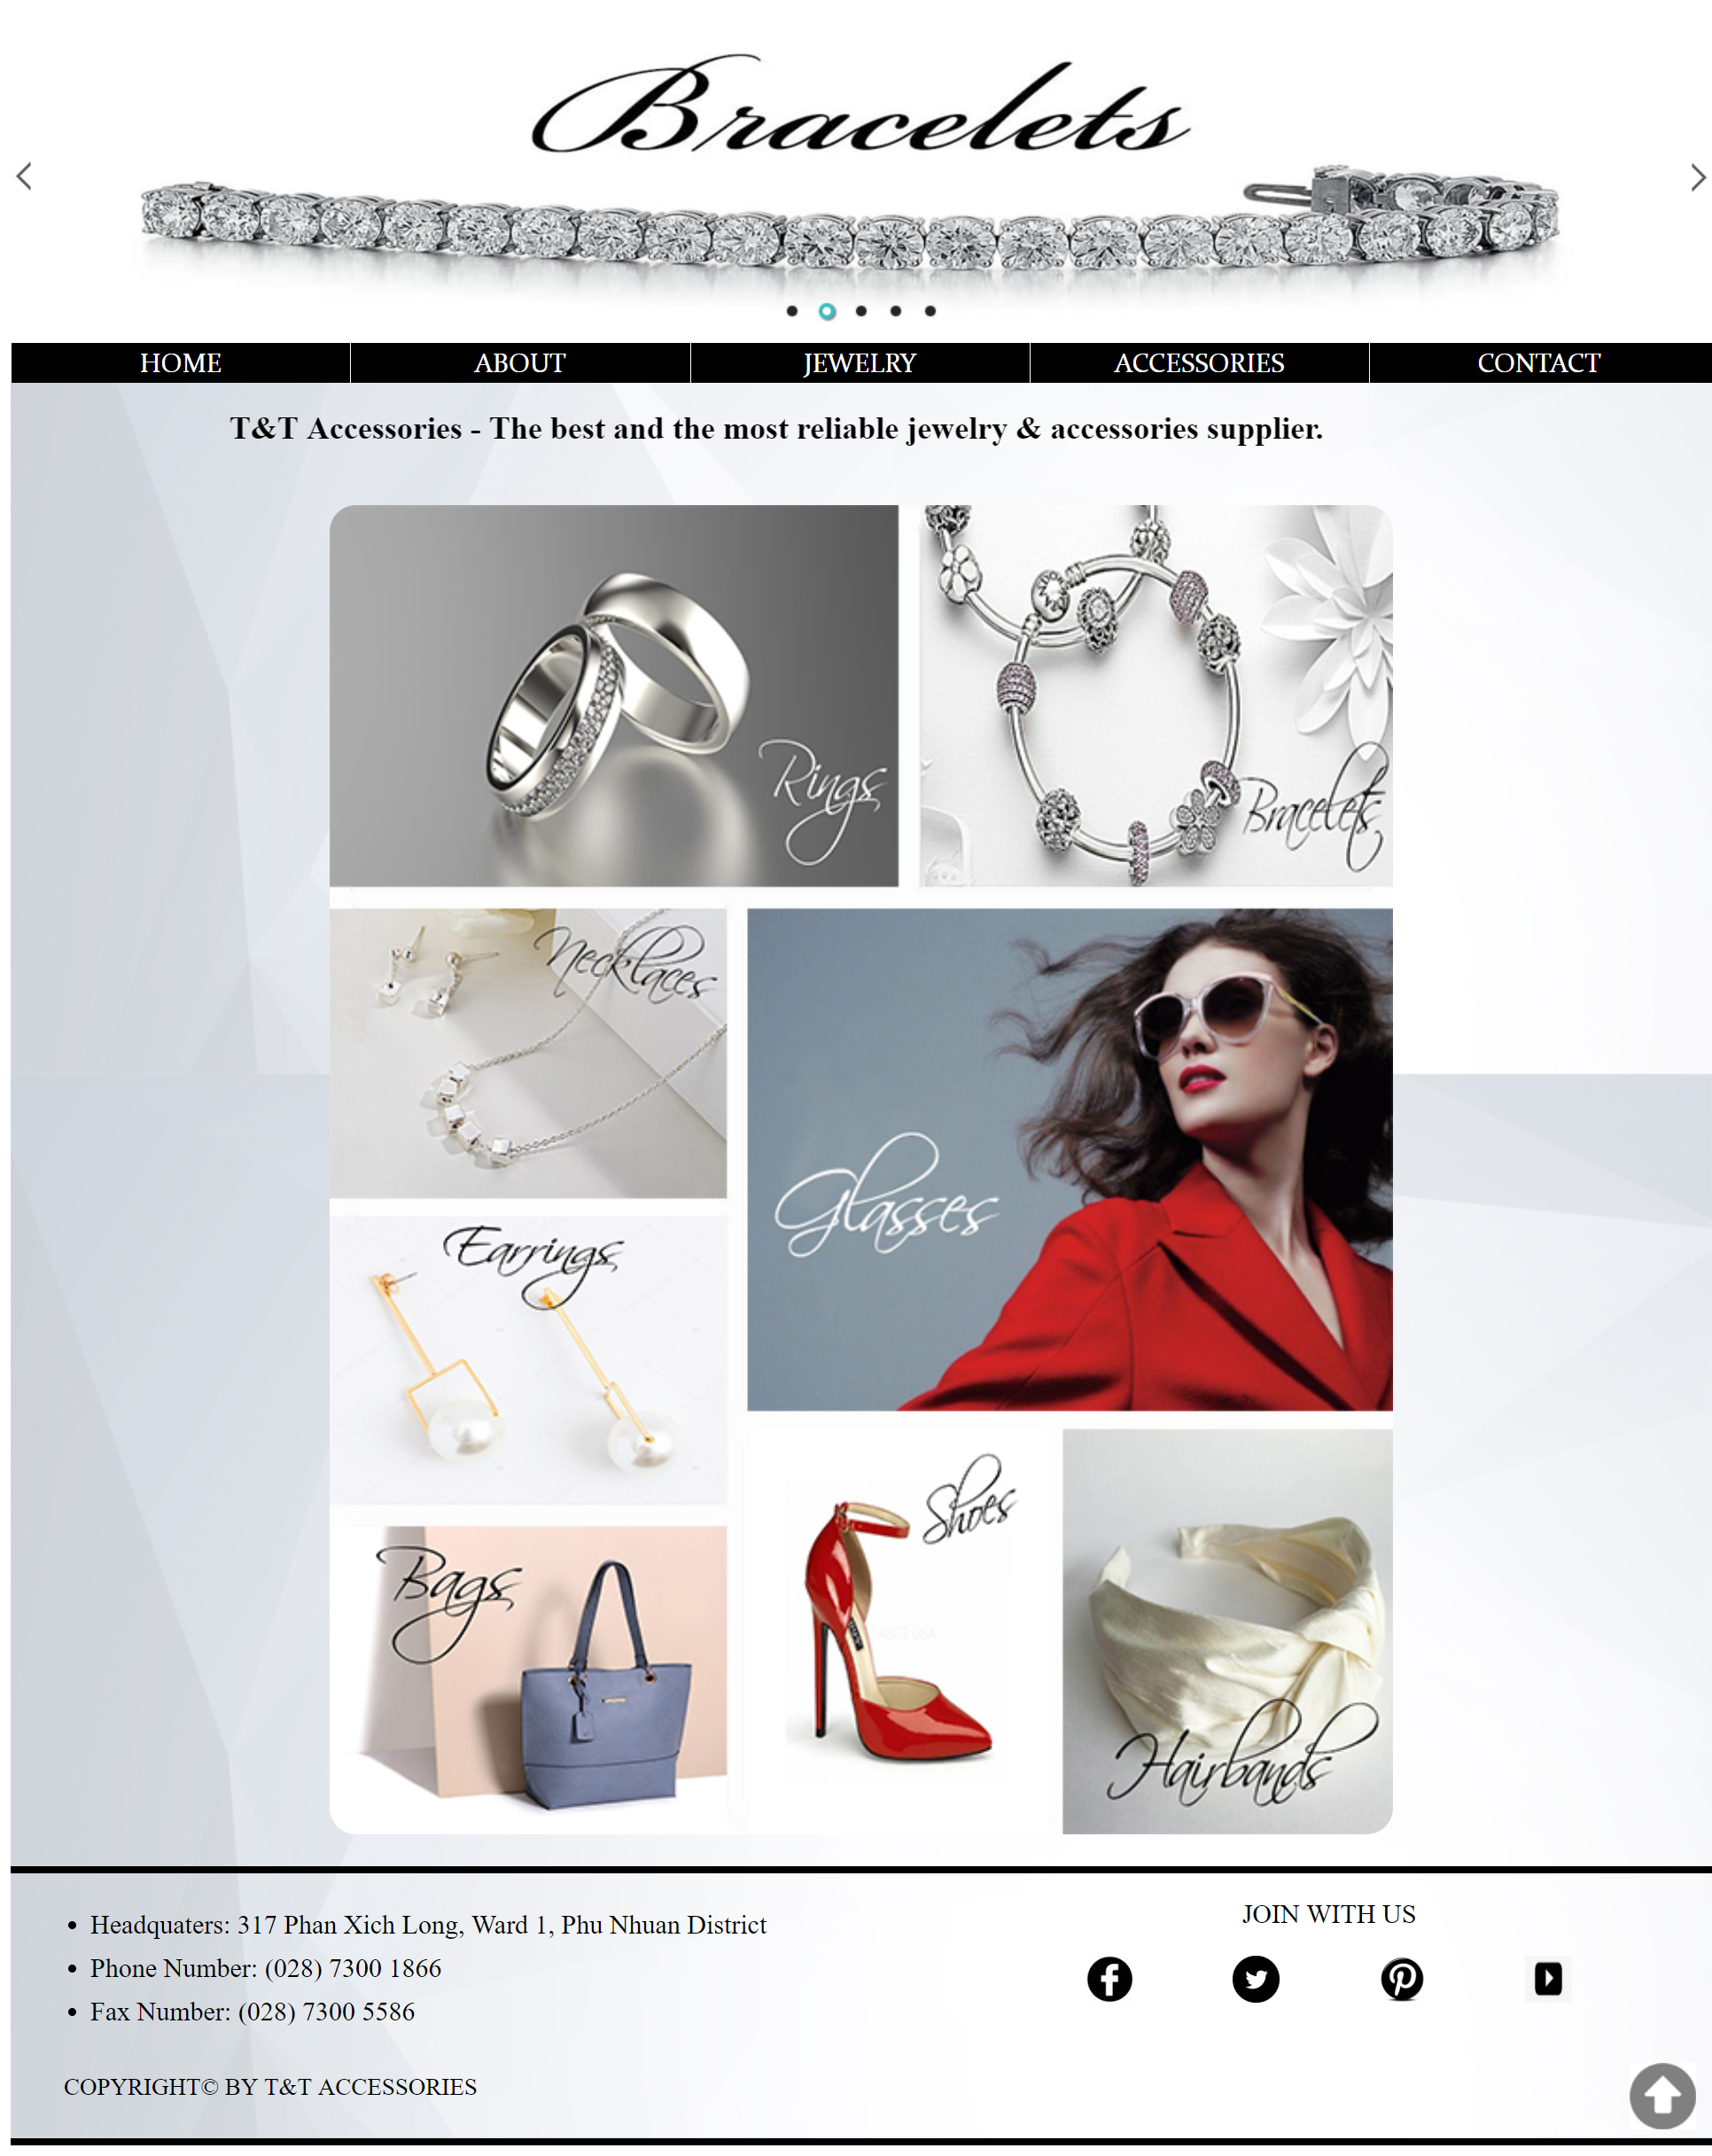 Bracelets
HOME ABOUT JEWELRY ACCESSORIES CONTACT
T&T Accessories - The best and the most reliable jewelry & accessories supplier.
Rings
Bracelets
Necklaces
Glasses
Earrings
Shoes
Bags
Hairbands
Headquaters: 317 Phan Xich Long, Ward 1, Phu Nhuan District
Phone Number: (028) 7300 1866
Fax Number: (028) 7300 5586
JOIN WITH US
COPYRIGHT© BY T&T ACCESSORIES